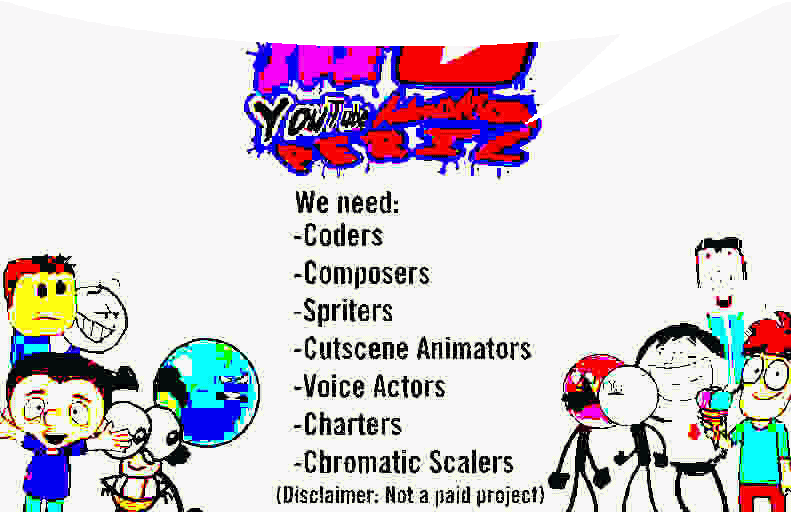 YouTube
We need:
-Coders
-Composers
-Spriters
-Cutscene Animators
-Voice Actors
-Charters
-Chromatic Scalers
(Disclaimer: Not a paid project)